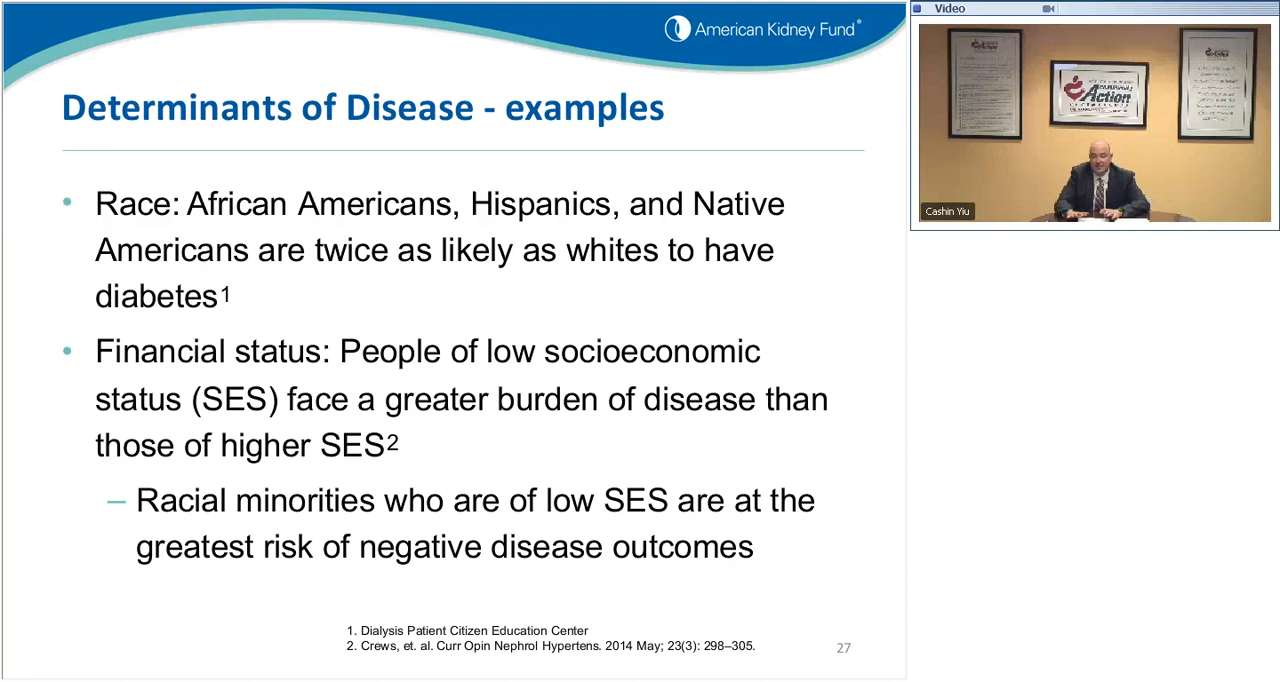 American Kidney Fund®
Determinants of Disease - examples
• Race: African Americans, Hispanics, and Native
Americans are twice as likely as whites to have
diabetes1
• Financial status: People of low socioeconomic
status (SES) face a greater burden of disease than
those of higher SES2
– Racial minorities who are of low SES are at the
greatest risk of negative disease outcomes
1. Dialysis Patient Citizen Education Center
2. Crews, et. al. Curr Opin Nephrol Hypertens. 2014 May; 23(3): 298–305.
27
Video
Action
Cashin Yiu